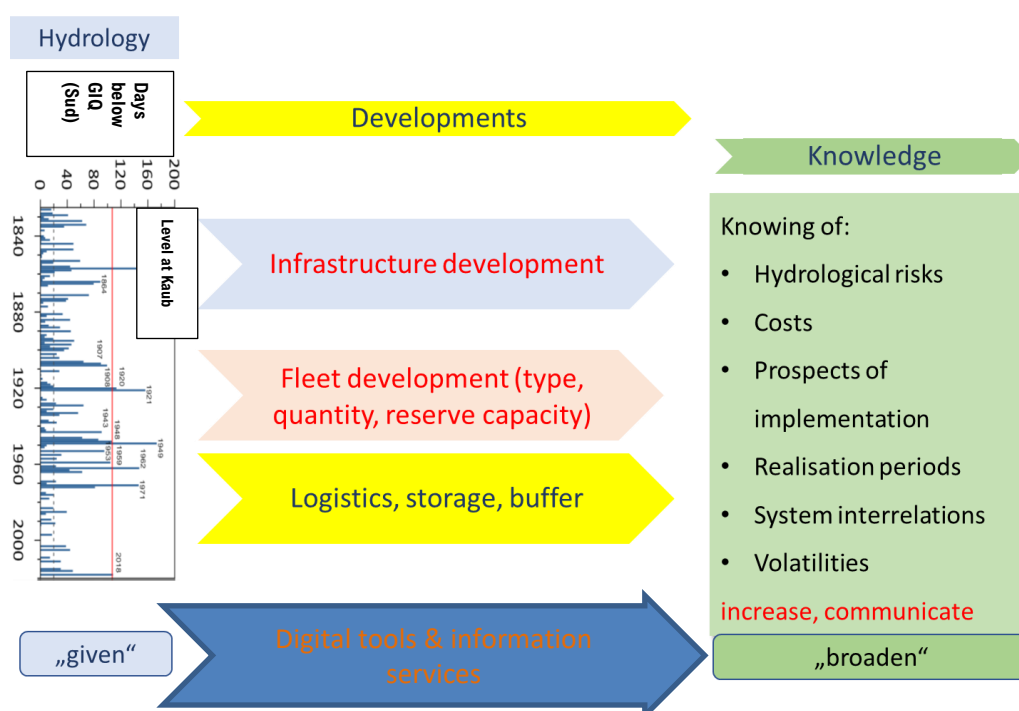 Hydrology
Days
below
GlQ
(Sud)
0
40
80
120
160
200
1840
1880
1920
1960
2000
Level at Kaub
1864
1907
1908
1920
1921
1943
1948
1949
1953
1959
1962
1971
2018
„given“
Developments
Infrastructure development
Fleet development (type,
quantity, reserve capacity)
Logistics, storage, buffer
Digital tools & information
services
Knowledge
Knowing of:
• Hydrological risks
• Costs
• Prospects of
implementation
• Realisation periods
• System interrelations
• Volatilities
increase, communicate
„broaden“